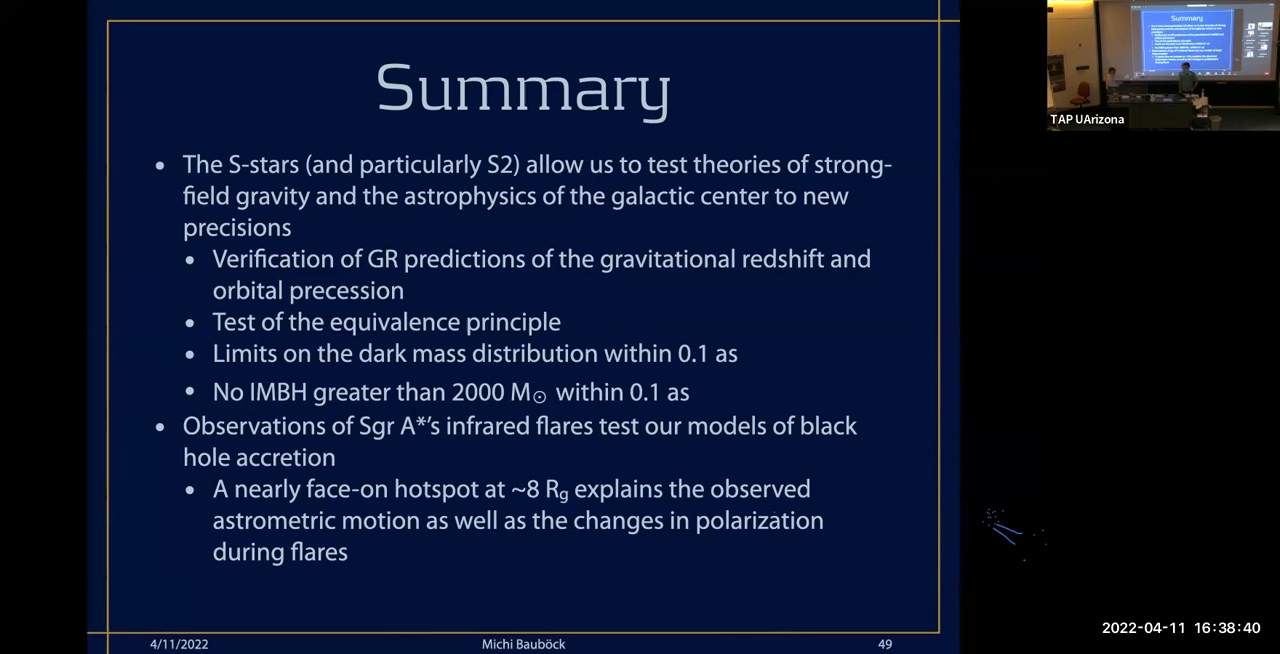 Summary
• The S-stars (and particularly S2) allow us to test theories of strong-
field gravity and the astrophysics of the galactic center to new
precisions
• Verification of GR predictions of the gravitational redshift and
orbital precession
• Test of the equivalence principle
• Limits on the dark mass distribution within 0.1 as
• No IMBH greater than 2000 M☉ within 0.1 as
• Observations of Sgr A*’s infrared flares test our models of black
hole accretion
• A nearly face-on hotspot at ~8 Rg explains the observed
astrometric motion as well as the changes in polarization
during flares
4/11/2022
Michi Bauböck
49
Summary
TAP UArizona
2022-04-11 16:38:40